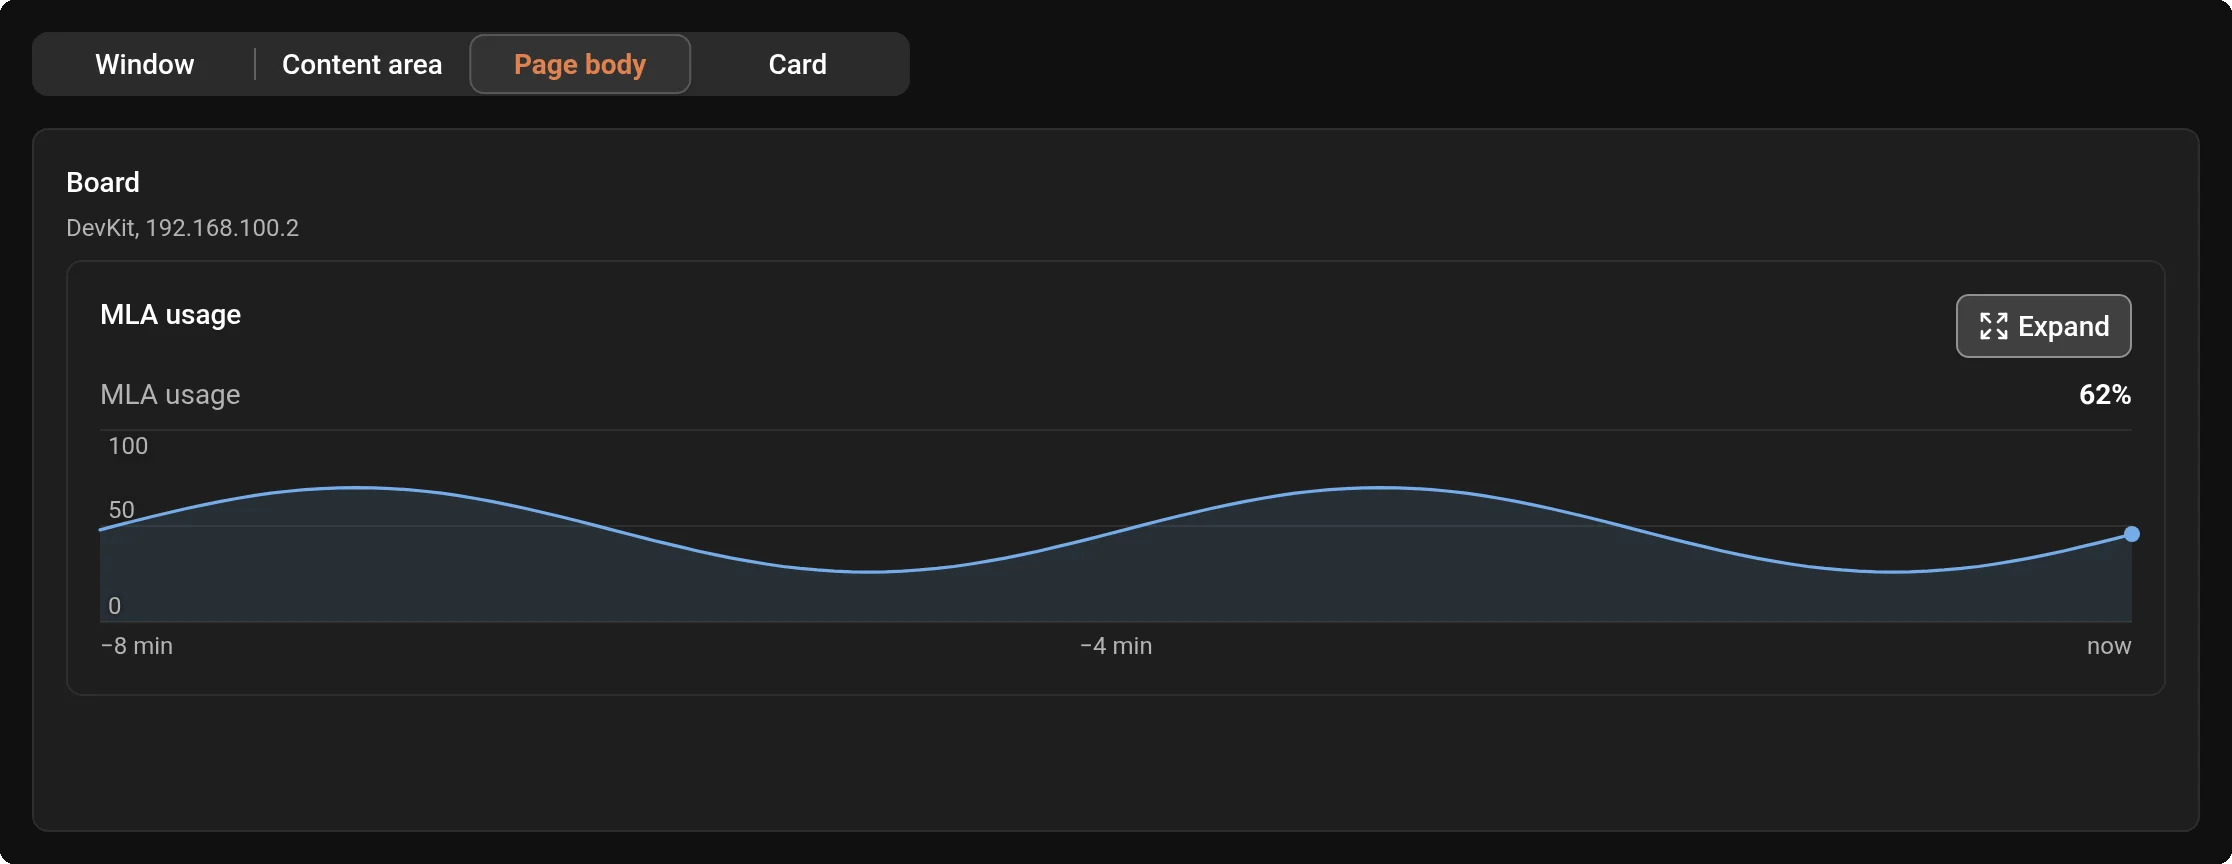 Window
Content area
Page body
Card
Board
DevKit, 192.168.100.2
MLA usage
Expand
MLA usage
62%
100
50
0
−8 min
−4 min
now